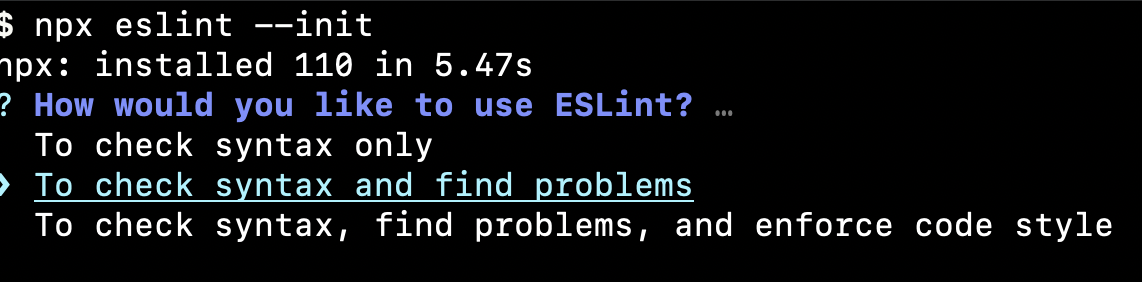 $ npx eslint --init
npx: installed 110 in 5.47s
? How would you like to use ESLint? …
To check syntax only
❯ To check syntax and find problems
To check syntax, find problems, and enforce code style